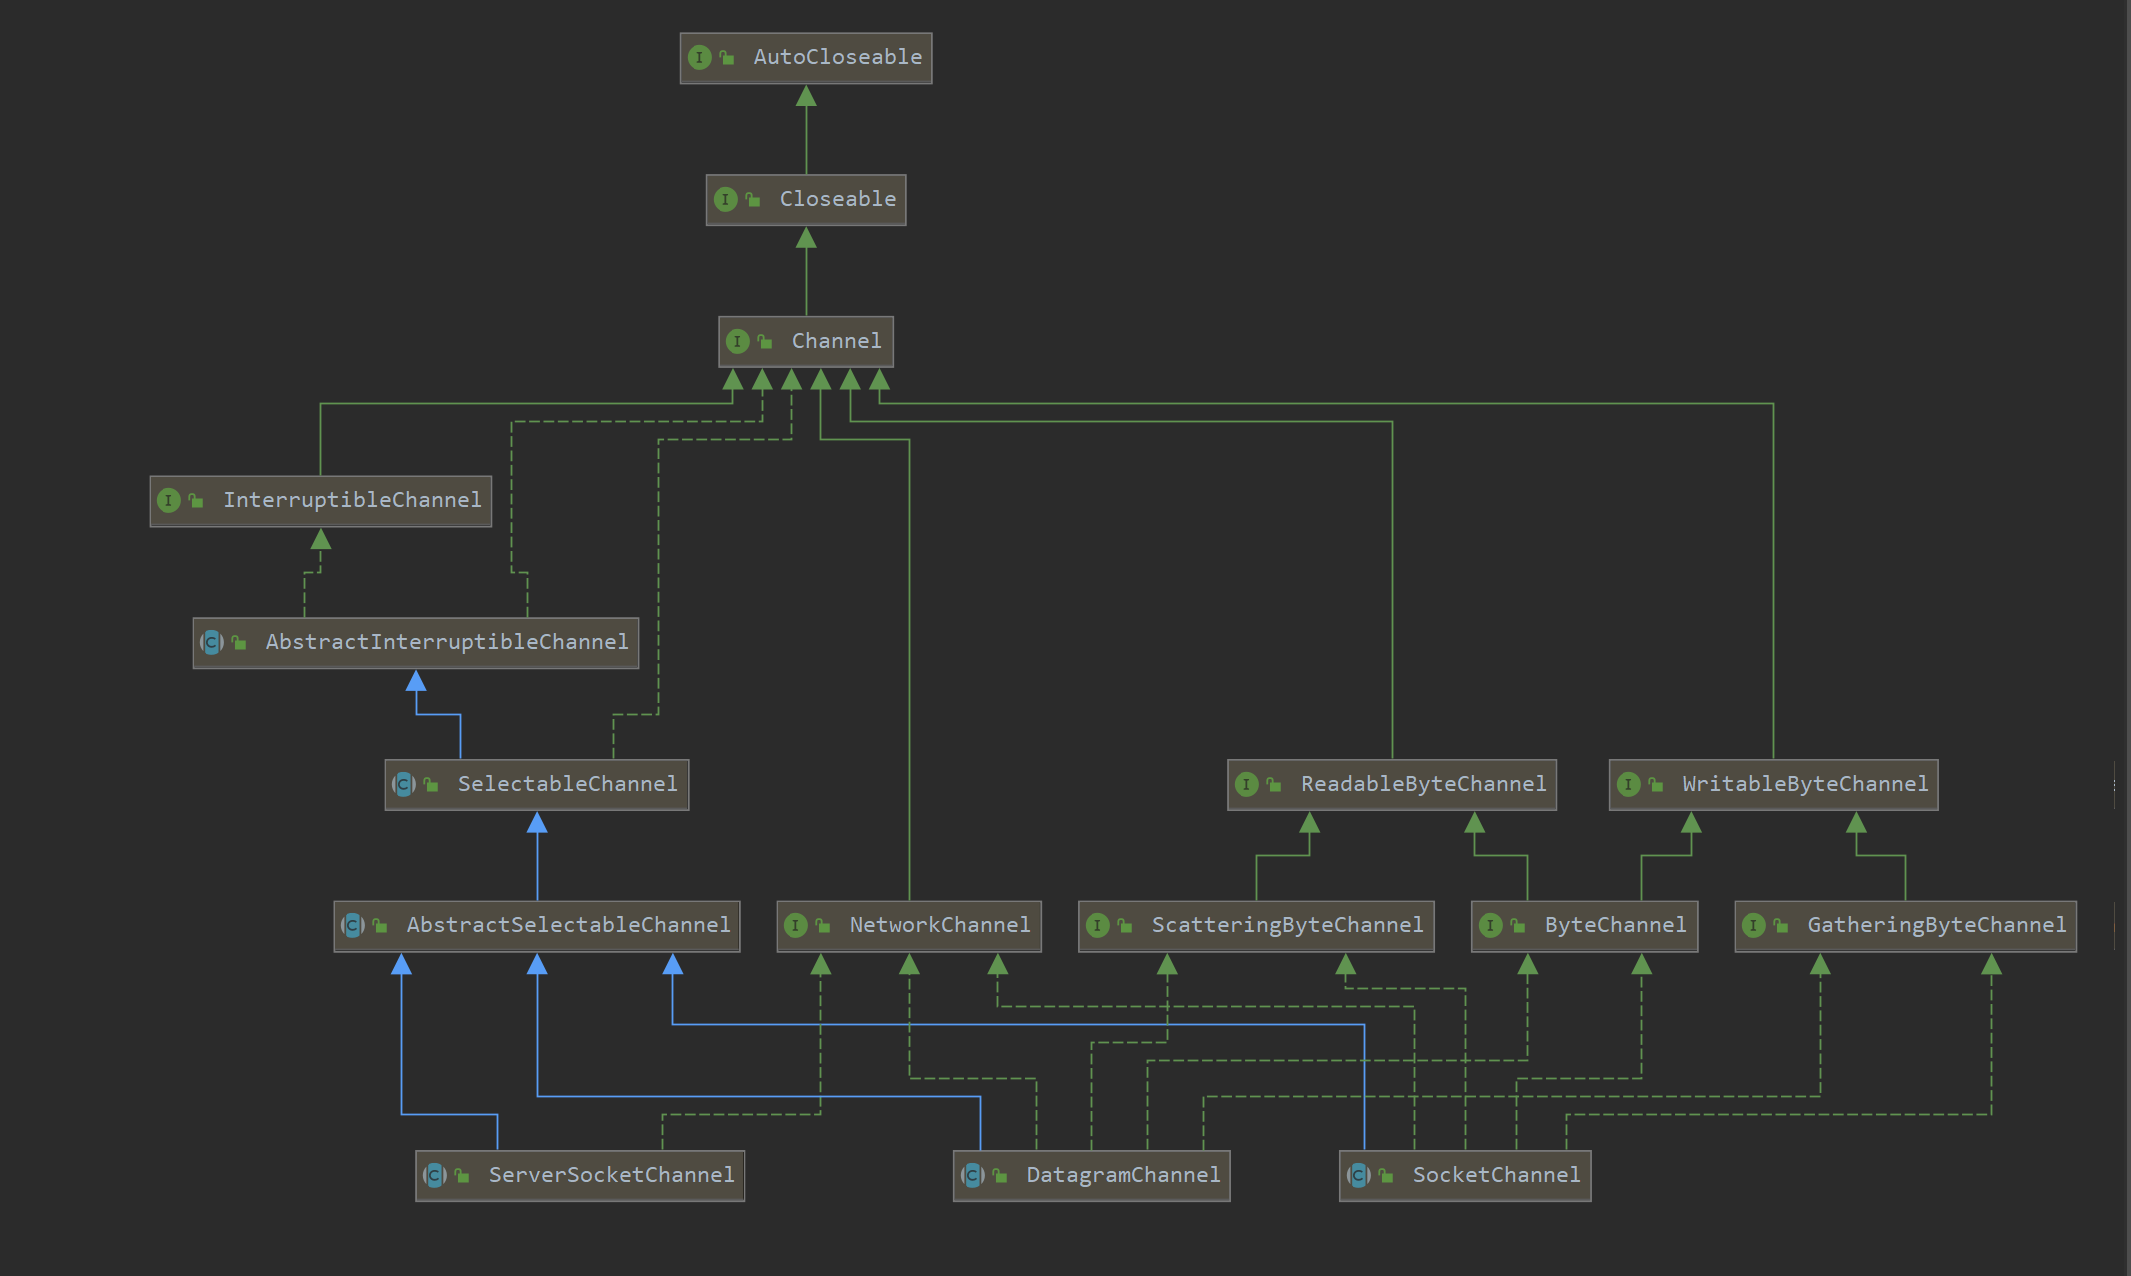 I AutoCloseable
I Closeable
I Channel
I InterruptibleChannel
C AbstractInterruptibleChannel
C SelectableChannel
I ReadableByteChannel
I WritableByteChannel
C AbstractSelectableChannel
I NetworkChannel
I ScatteringByteChannel
I ByteChannel
I GatheringByteChannel
C ServerSocketChannel
C DatagramChannel
C SocketChannel